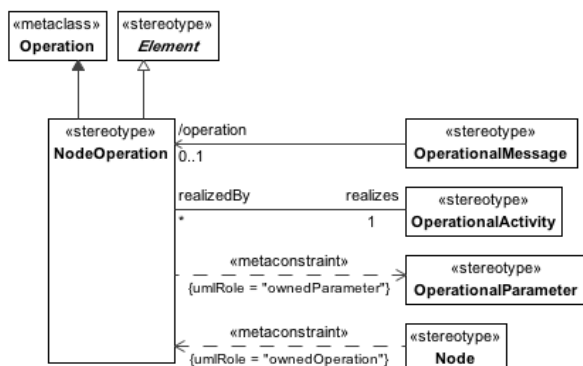 «metaclass»
Operation
«stereotype»
Element
«stereotype»
NodeOperation
/operation
0..1
«stereotype»
OperationalMessage
realizedBy
realizes
*
1
«stereotype»
OperationalActivity
«metaconstraint»
{umlRole = "ownedParameter"}
«stereotype»
OperationalParameter
«metaconstraint»
{umlRole = "ownedOperation"}
«stereotype»
Node